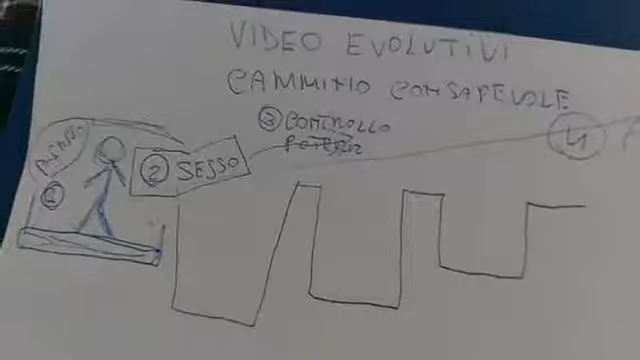 VIDEO EVOLUTIVI
CAMMINO CONSAPEVOLE
③ CONTROLLO
② SESSO
①
4